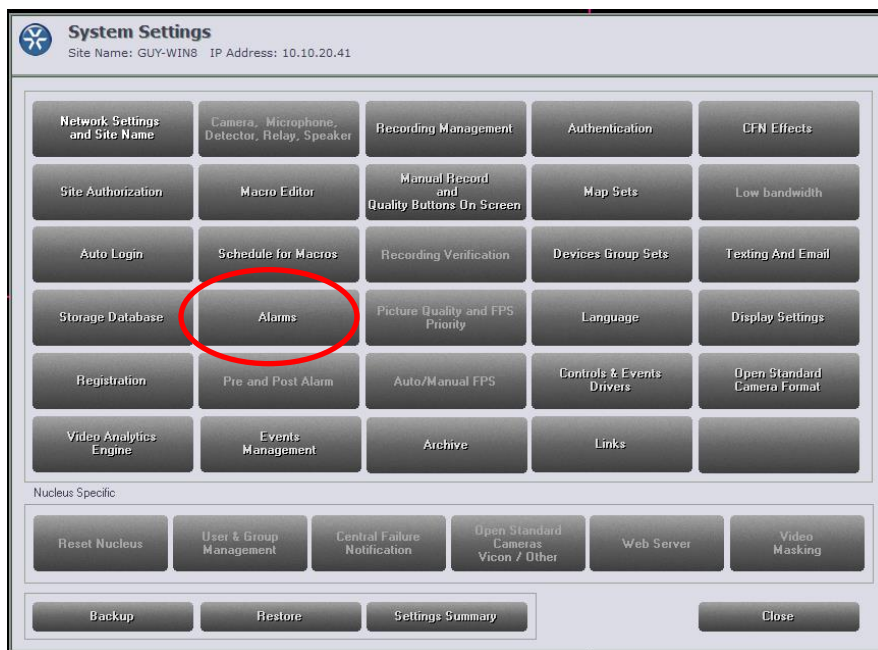 System Settings
Site Name: GUY-WIN8 IP Address: 10.10.20.41
Network Settings
and Site Name
Camera, Microphone,
Detector, Relay, Speaker
Recording Management
Authentication
CFN Effects
Site Authorization
Macro Editor
Manual Record
and
Quality Buttons On Screen
Map Sets
Low bandwidth
Auto Login
Schedule for Macros
Recording Verification
Devices Group Sets
Texting And Email
Storage Database
Alarms
Picture Quality and FPS
Priority
Language
Display Settings
Registration
Pre and Post Alarm
Auto/Manual FPS
Controls & Events
Drivers
Open Standard
Camera Format
Video Analytics
Engine
Events
Management
Archive
Links
Nucleus Specific
Reset Nucleus
User & Group
Management
Central Failure
Notification
Open Standard
Cameras
Vicon / Other
Web Server
Video
Masking
Backup
Restore
Settings Summary
Close